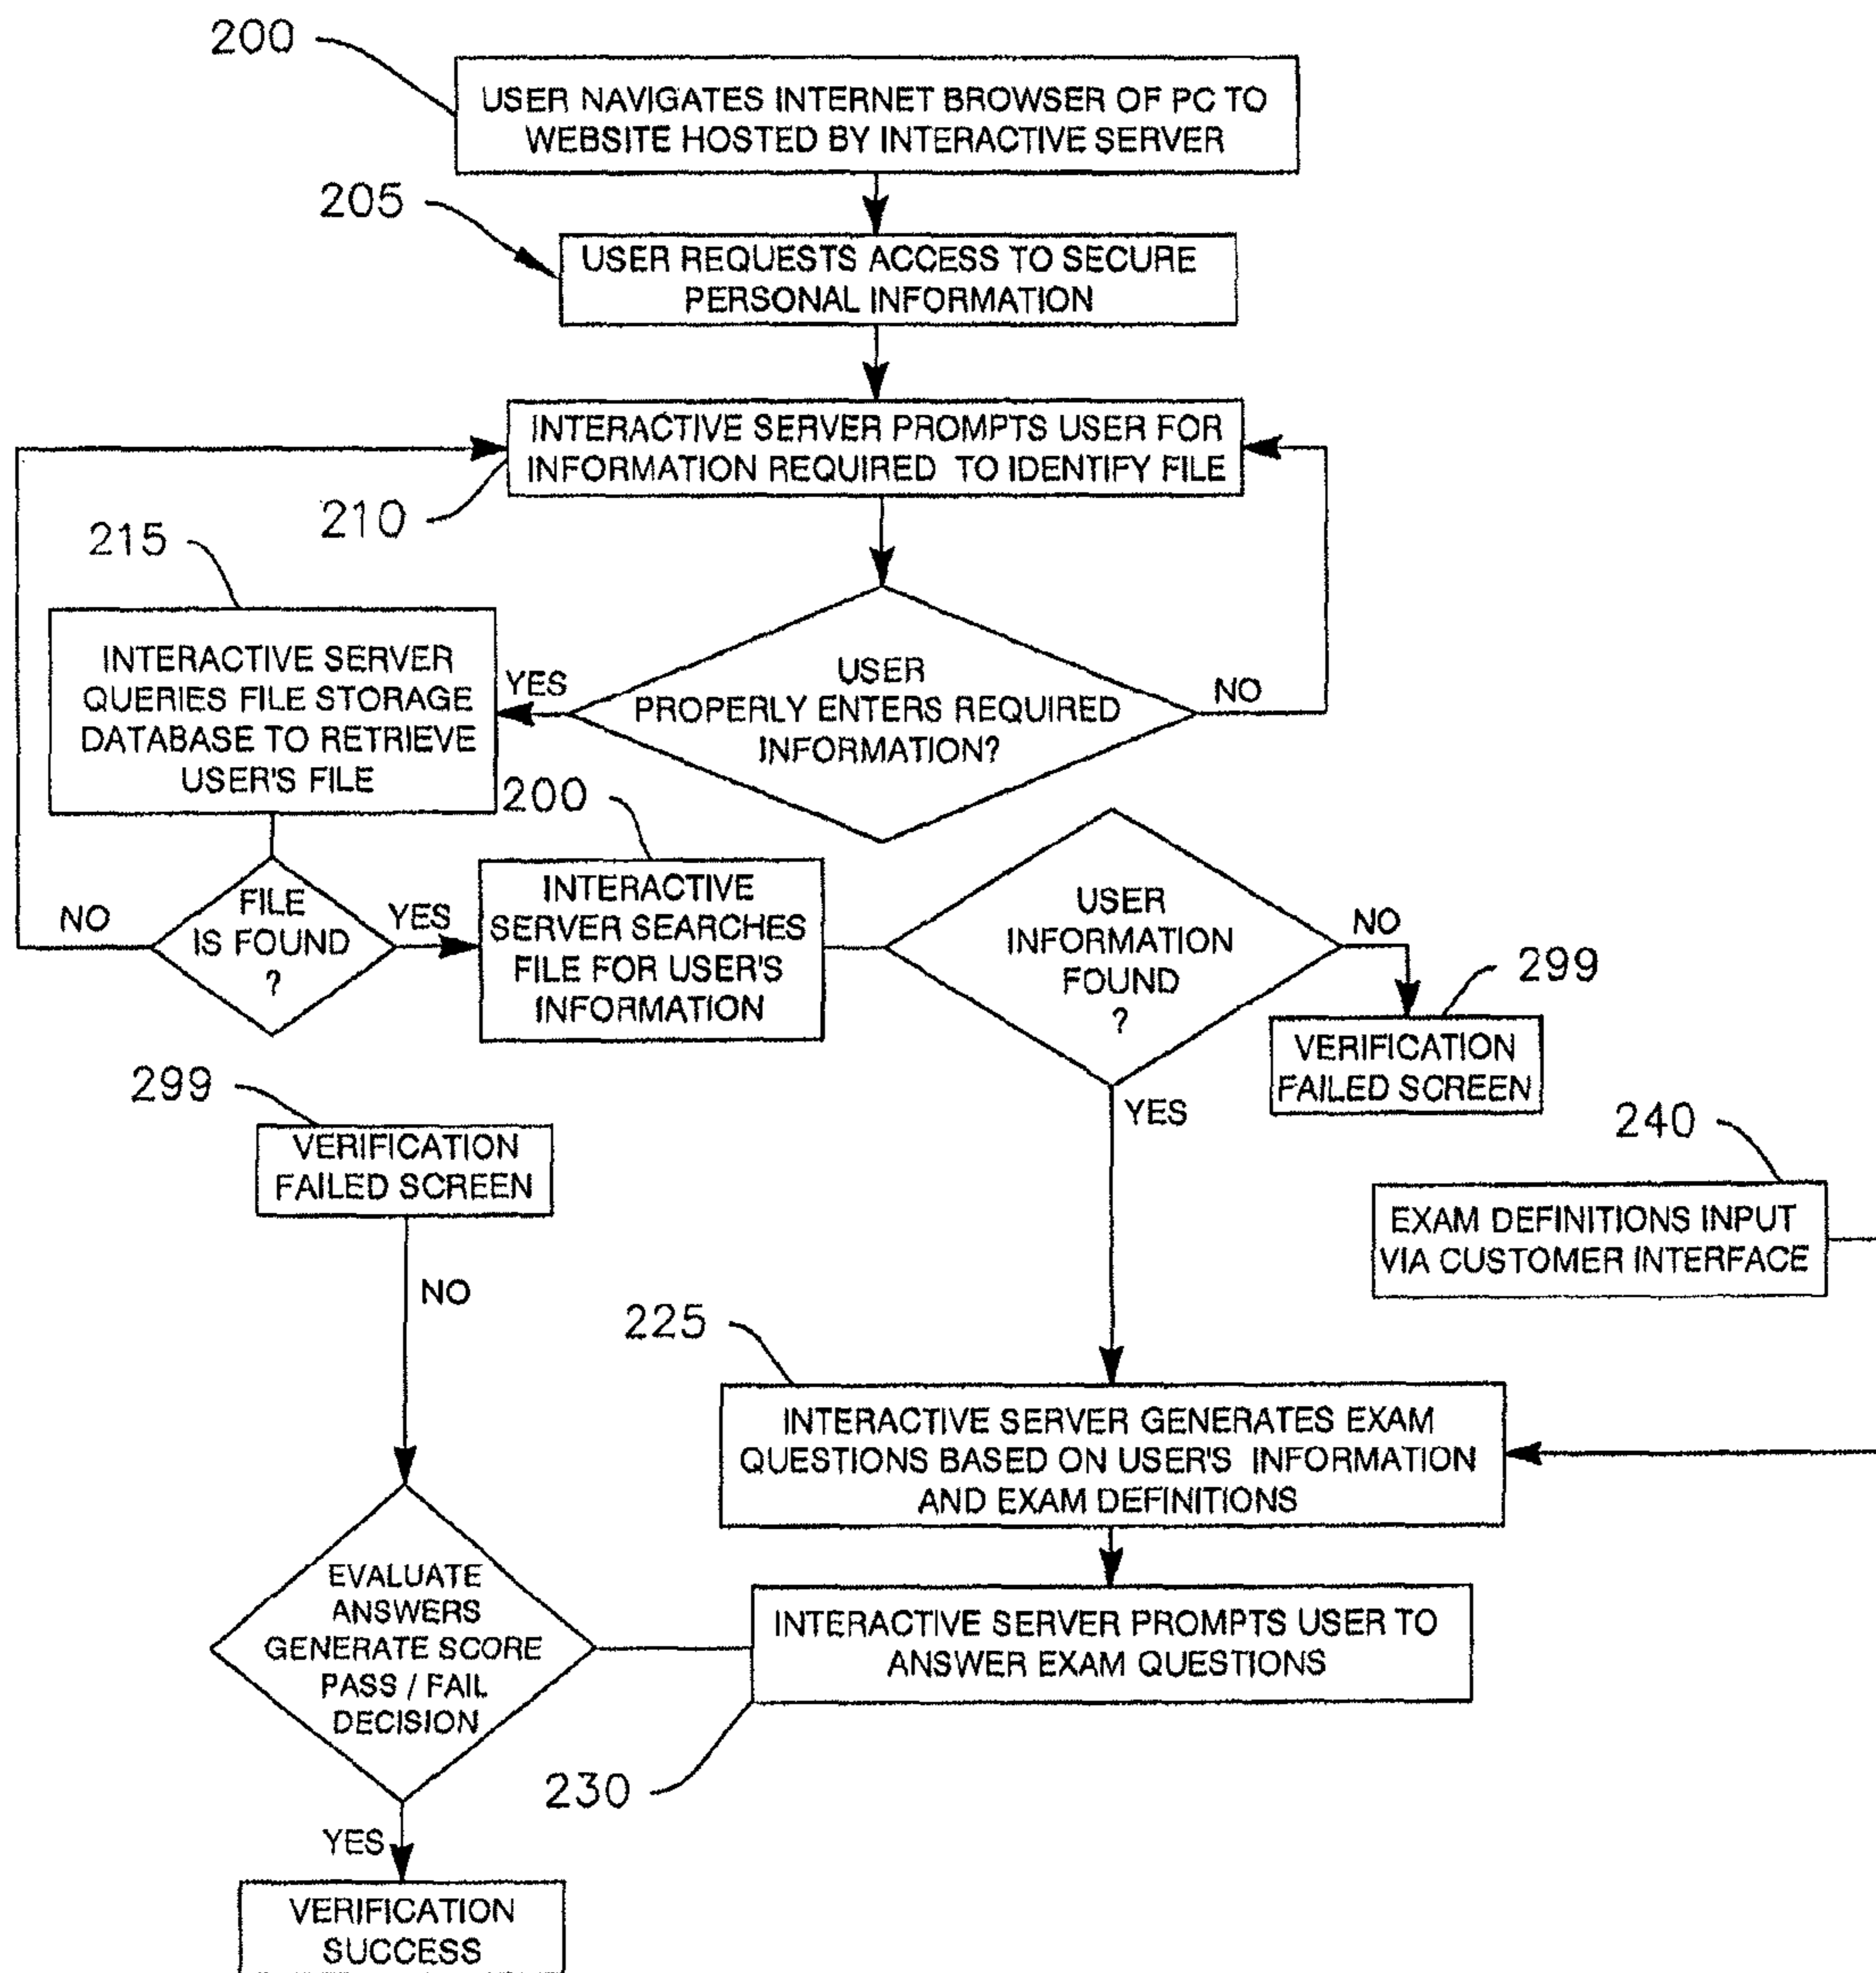 200
USER NAVIGATES INTERNET BROWSER OF PC TO
WEBSITE HOSTED BY INTERACTIVE SERVER
205
USER REQUESTS ACCESS TO SECURE
PERSONAL INFORMATION
INTERACTIVE SERVER PROMPTS USER FOR
INFORMATION REQUIRED TO IDENTIFY FILE
210
215
INTERACTIVE SERVER
QUERIES FILE STORAGE
DATABASE TO RETRIEVE
USER'S FILE
YES
USER
PROPERLY ENTERS REQUIRED
INFORMATION?
NO
200
NO
FILE
IS FOUND
?
YES
INTERACTIVE
SERVER SEARCHES
FILE FOR USER'S
INFORMATION
USER
INFORMATION
FOUND
?
NO
299
VERIFICATION
FAILED SCREEN
YES
299
VERIFICATION
FAILED SCREEN
NO
240
EXAM DEFINITIONS INPUT
VIA CUSTOMER INTERFACE
225
INTERACTIVE SERVER GENERATES EXAM
QUESTIONS BASED ON USER'S INFORMATION
AND EXAM DEFINITIONS
EVALUATE
ANSWERS
GENERATE SCORE
PASS / FAIL
DECISION
INTERACTIVE SERVER PROMPTS USER TO
ANSWER EXAM QUESTIONS
230
YES
VERIFICATION
SUCCESS